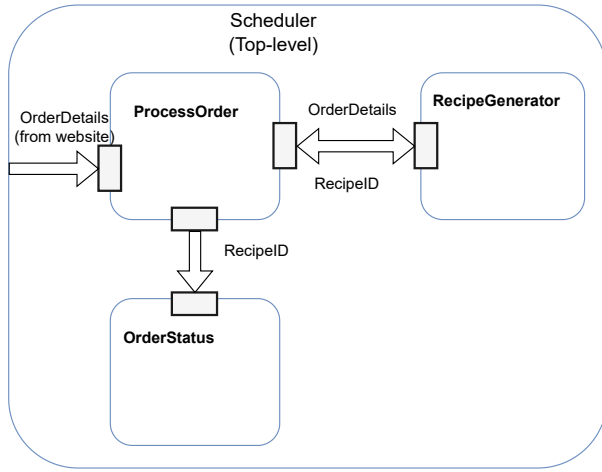 Scheduler
(Top-level)
OrderDetails
(from website)
ProcessOrder
OrderDetails
RecipeID
RecipeGenerator
RecipeID
OrderStatus